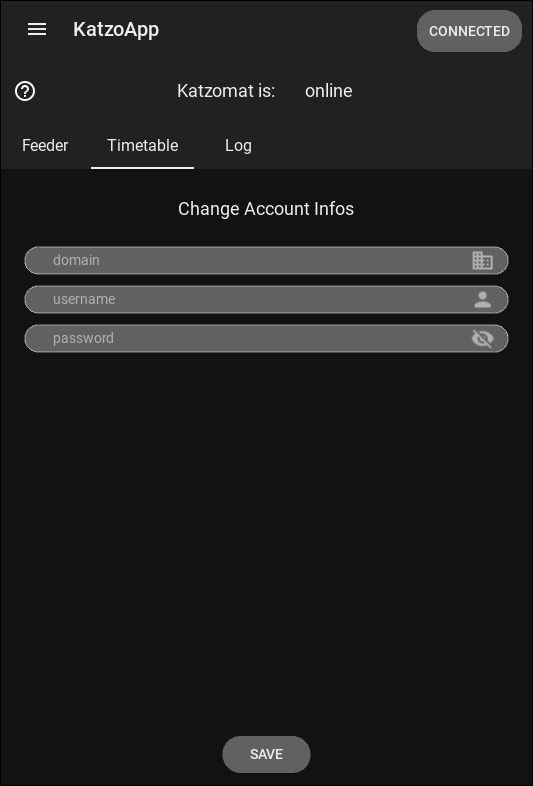 KatzoApp
CONNECTED
Katzomat is: online
Feeder Timetable Log
Change Account Infos
domain
username
password
SAVE